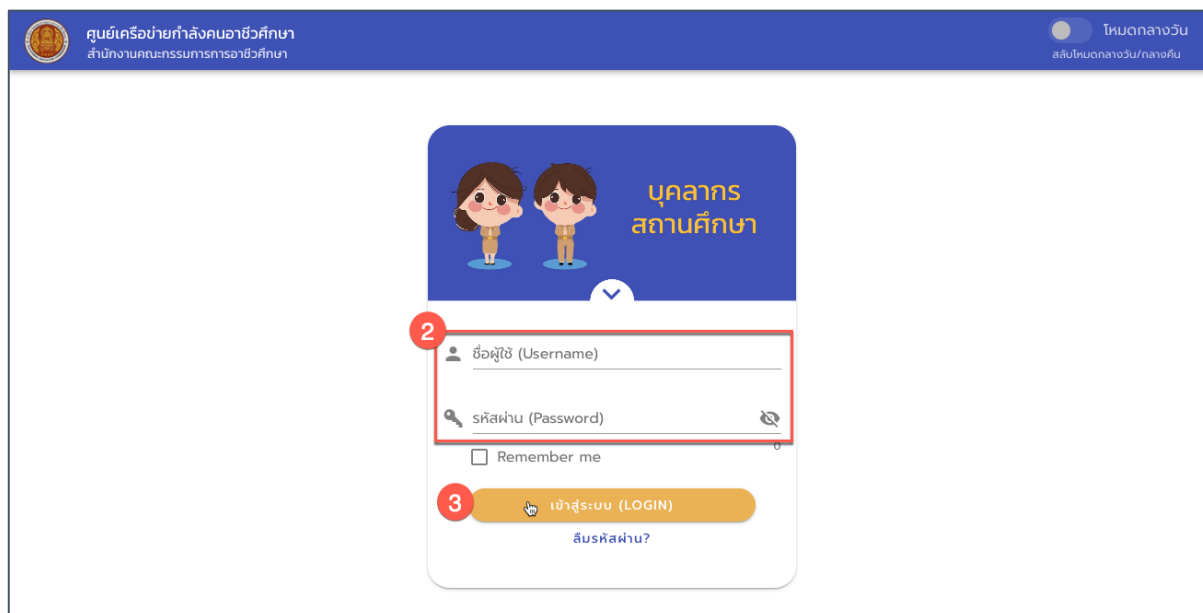 ศูนย์เครือข่ายกำลังคนอาชีวศึกษา
สำนักงานคณะกรรมการการอาชีวศึกษา
โหมดกลางวัน
สลับโหมดกลางวัน/กลางคืน
บุคลากร
สถานศึกษา
2
ชื่อผู้ใช้ (Username)
รหัสผ่าน (Password)
0
Remember me
3
เข้าสู่ระบบ (LOGIN)
ลืมรหัสผ่าน?